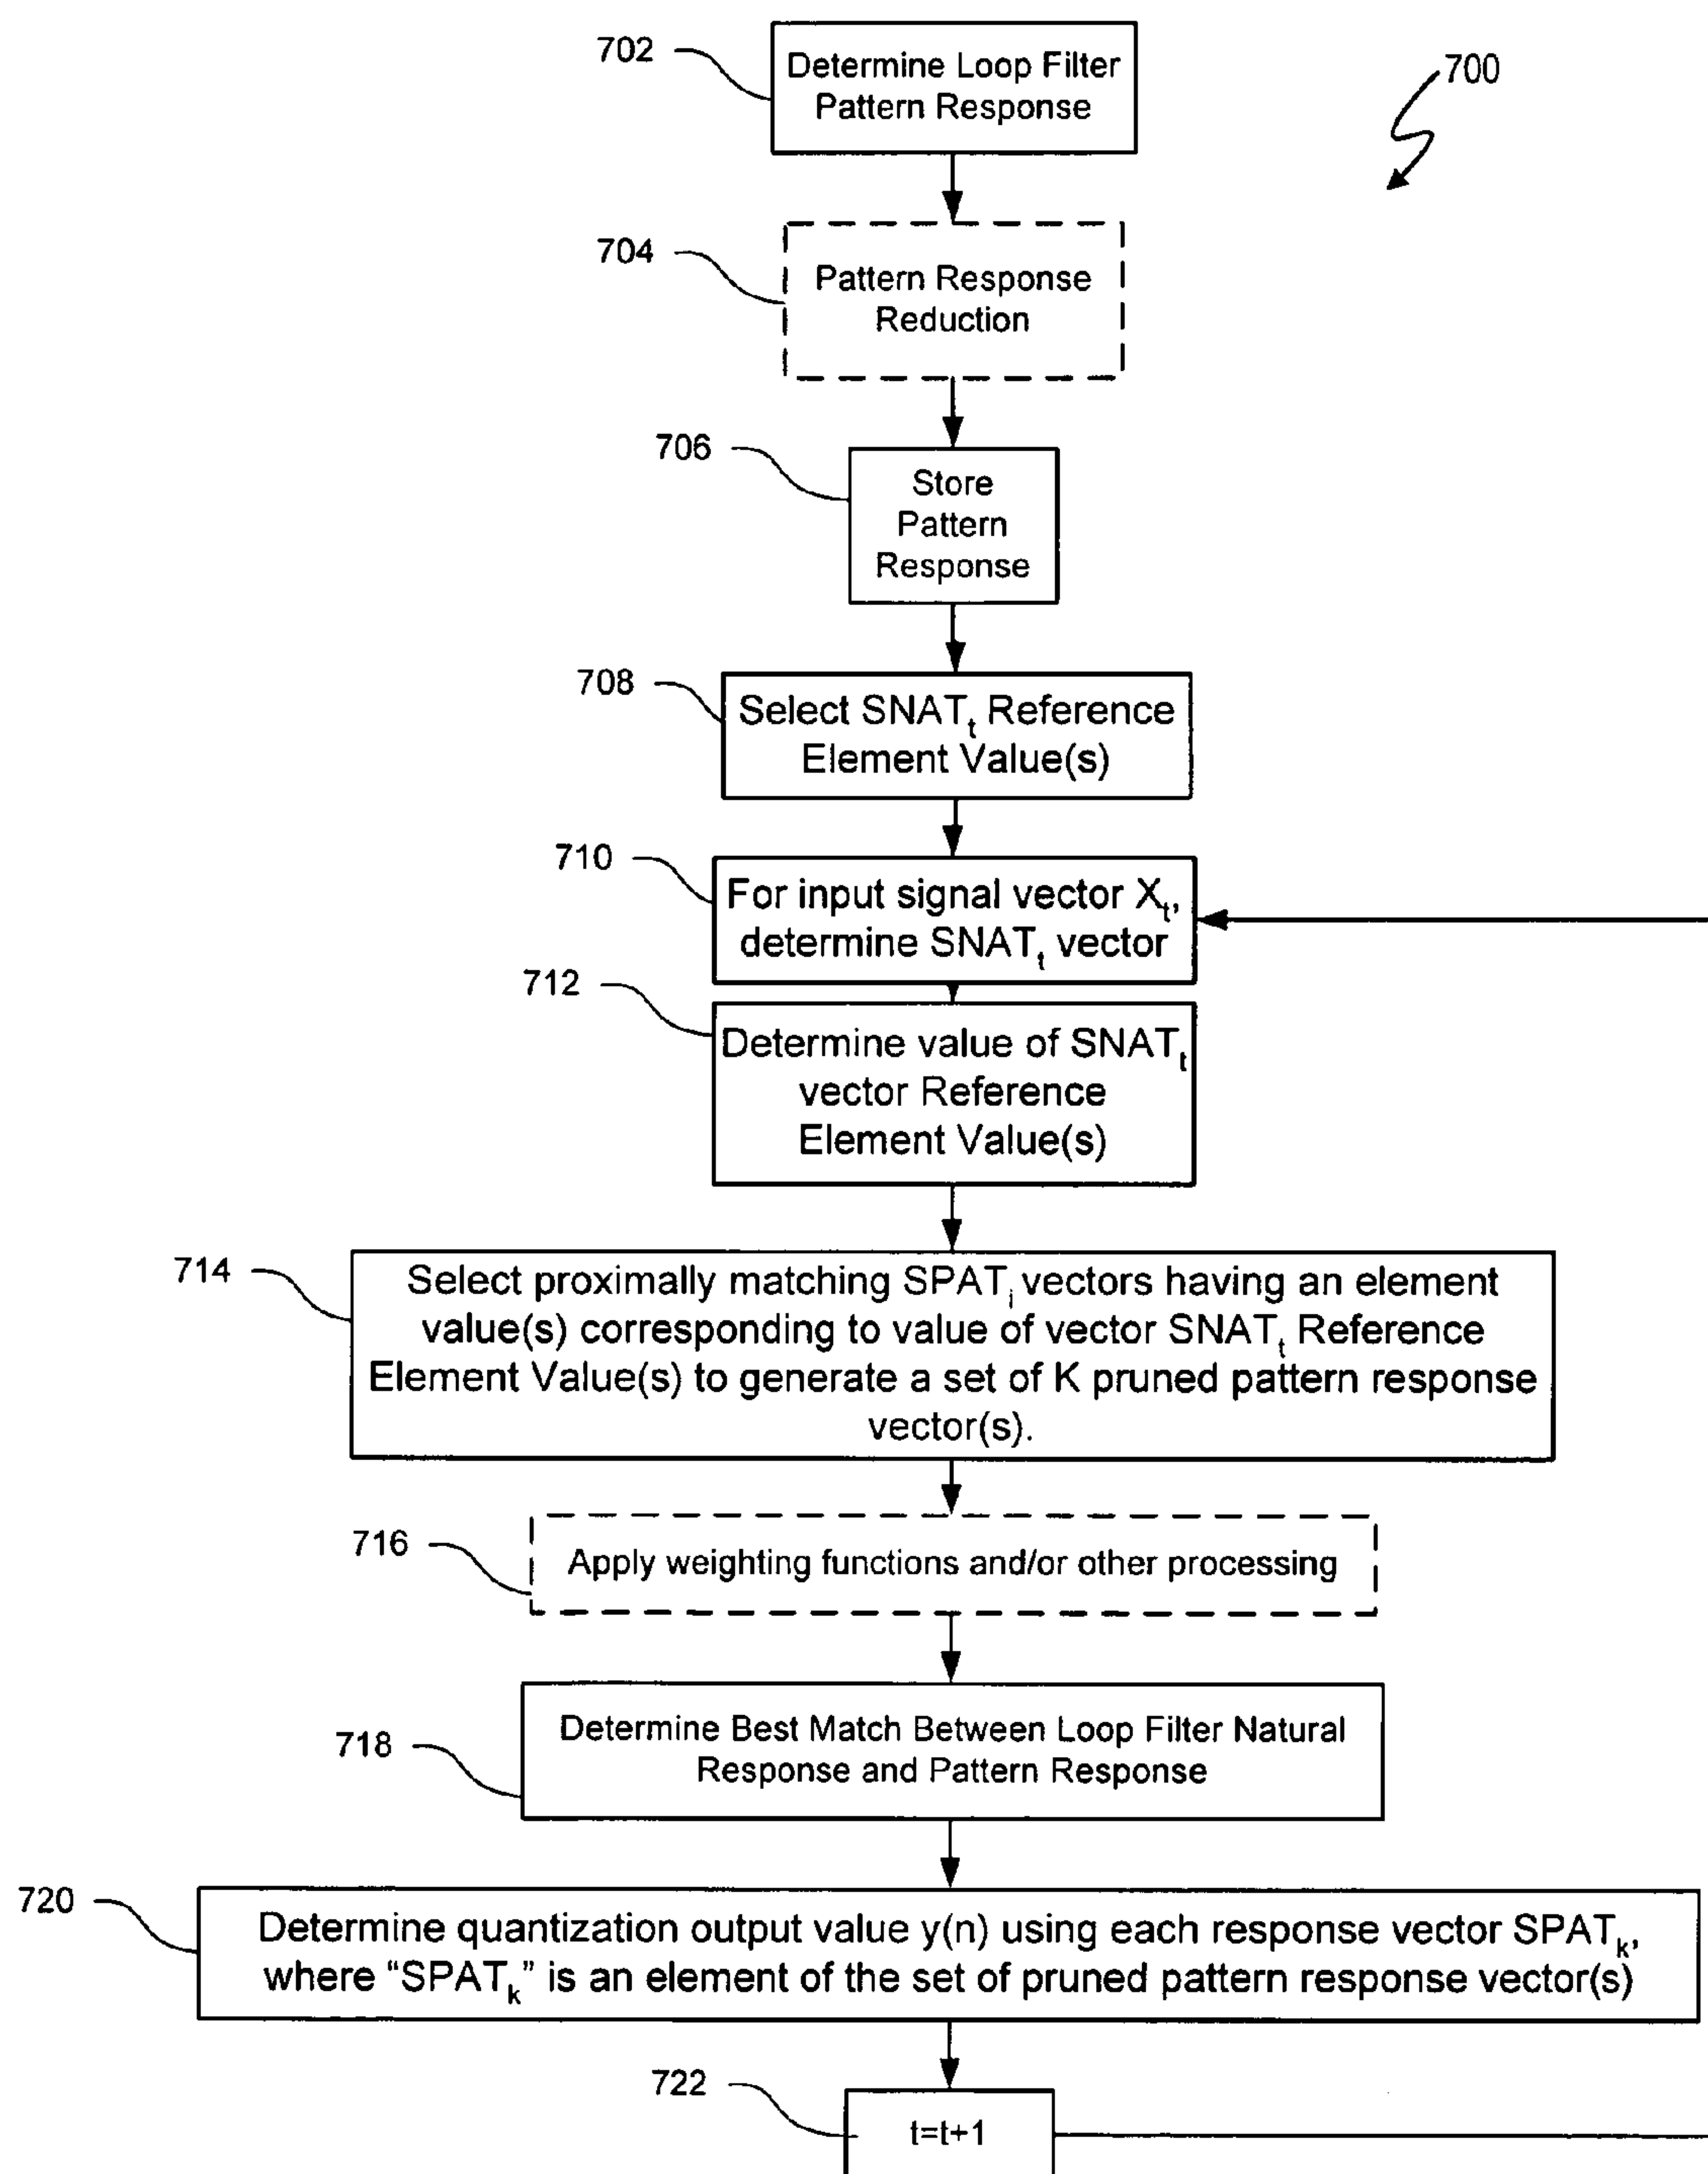 702
Determine Loop Filter
Pattern Response
700
704
Pattern Response
Reduction
706
Store
Pattern
Response
708
Select SNATt Reference
Element Value(s)
710
For input signal vector Xt,
determine SNATt vector
712
Determine value of SNATt
vector Reference
Element Value(s)
714
Select proximally matching SPATi vectors having an element
value(s) corresponding to value of vector SNATt Reference
Element Value(s) to generate a set of K pruned pattern response
vector(s).
716
Apply weighting functions and/or other processing
718
Determine Best Match Between Loop Filter Natural
Response and Pattern Response
720
Determine quantization output value y(n) using each response vector SPATk,
where “SPATk” is an element of the set of pruned pattern response vector(s)
722
t=t+1